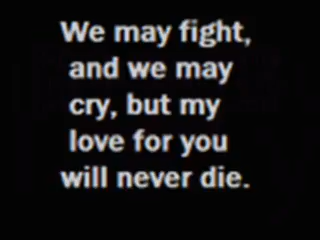 We may fight,
and we may
cry, but my
love for you
will never die.